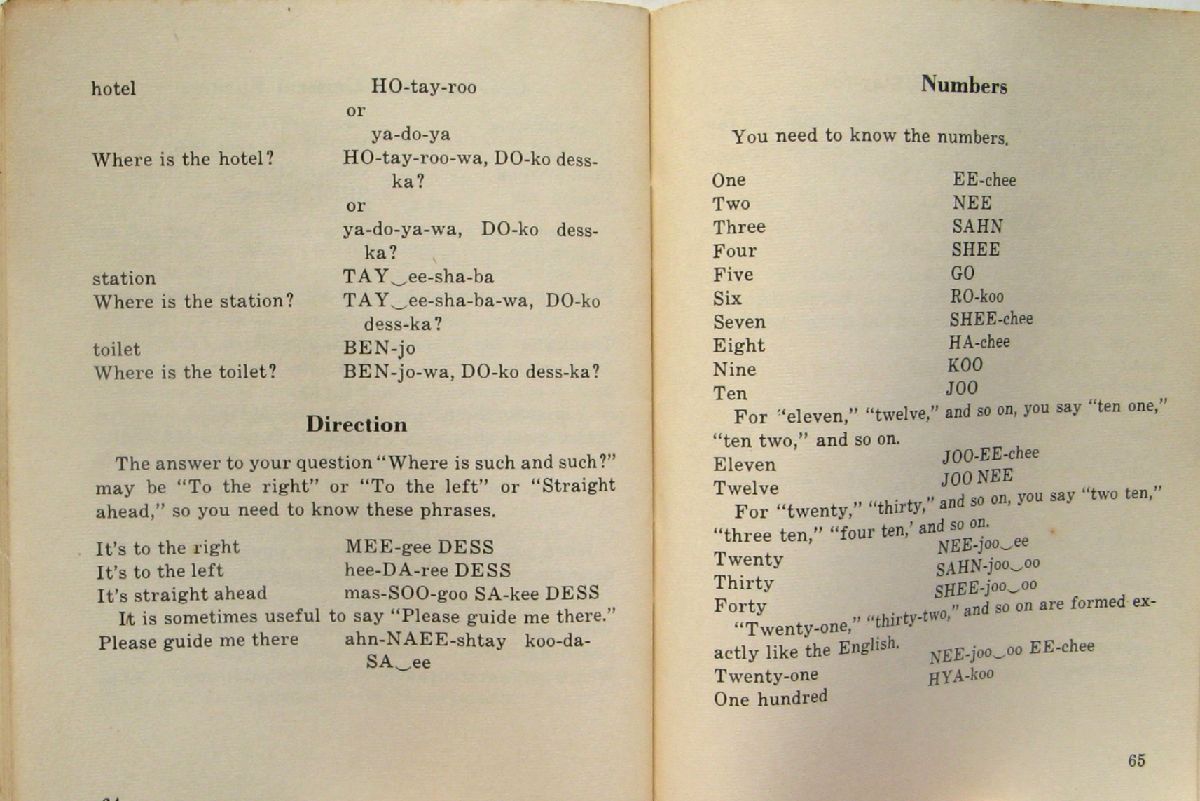 hotel HO-tay-roo
or
ya-do-ya
Where is the hotel? HO-tay-roo-wa, DO-ko dess-
ka?
or
ya-do-ya-wa, DO-ko dess-
ka?
station TAY‿ee-sha-ba
Where is the station? TAY‿ee-sha-ba-wa, DO-ko
dess-ka?
toilet BEN-jo
Where is the toilet? BEN-jo-wa, DO-ko dess-ka?
Direction
The answer to your question "Where is such and such?"
may be "To the right" or "To the left" or "Straight
ahead," so you need to know these phrases.
It's to the right MEE-gee DESS
It's to the left hee-DA-ree DESS
It's straight ahead mas-SOO-goo SA-kee DESS
It is sometimes useful to say "Please guide me there."
Please guide me there ahn-NAEE-shtay koo-da-
SA‿ee
Numbers
You need to know the numbers.
One EE-chee
Two NEE
Three SAHN
Four SHEE
Five GO
Six RO-koo
Seven SHEE-chee
Eight HA-chee
Nine KOO
Ten JOO
For "eleven," "twelve," and so on, you say "ten one,"
"ten two," and so on.
Eleven JOO-EE-chee
Twelve JOO NEE
For "twenty," "thirty," and so on, you say "two ten,"
"three ten," "four ten,' and so on.
Twenty NEE-joo‿ee
Thirty SAHN-joo‿oo
Forty SHEE-joo‿oo
"Twenty-one," "thirty-two," and so on are formed ex-
actly like the English.
Twenty-one NEE-joo‿oo EE-chee
One hundred HYA-koo
65